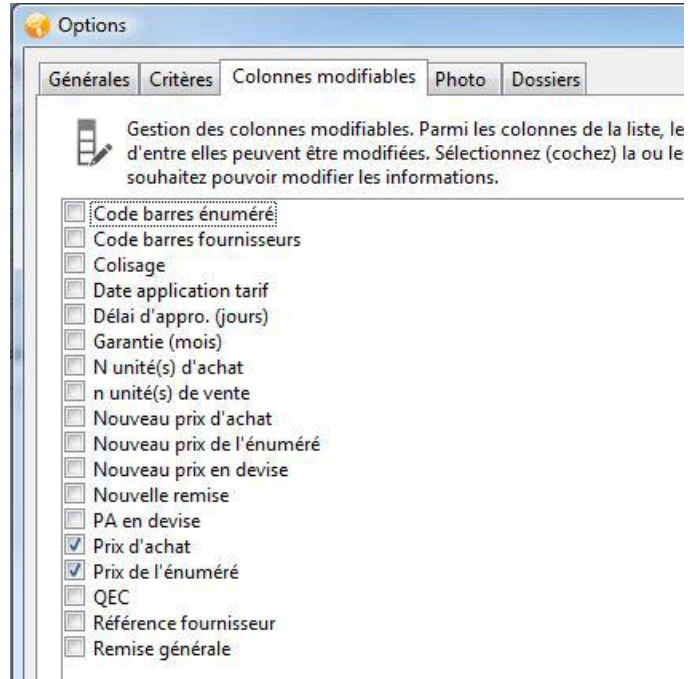 Options
Générales Critères Colonnes modifiables Photo Dossiers
Gestion des colonnes modifiables. Parmi les colonnes de la liste, le
d'entre elles peuvent être modifiées. Sélectionnez (cochez) la ou le
souhaitez pouvoir modifier les informations.
Code barres énuméré
Code barres fournisseurs
Colisage
Date application tarif
Délai d'appro. (jours)
Garantie (mois)
N unité(s) d'achat
n unité(s) de vente
Nouveau prix d'achat
Nouveau prix de l'énuméré
Nouveau prix en devise
Nouvelle remise
PA en devise
Prix d'achat
Prix de l'énuméré
QEC
Référence fournisseur
Remise générale